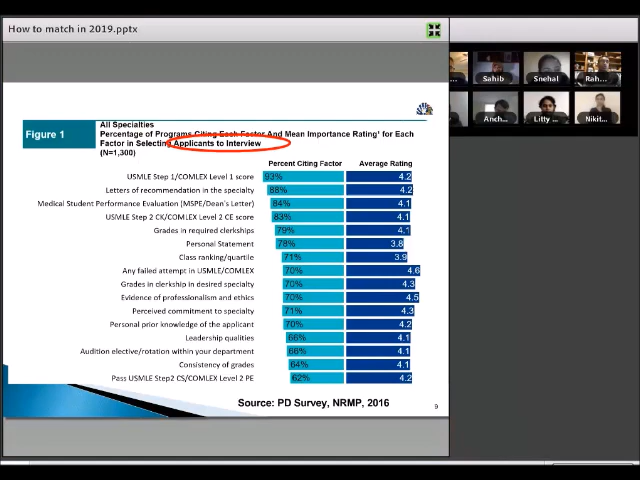 How to match in 2019.pptx
Figure 1
All Specialties
Percentage of Programs Citing Each Factor And Mean Importance Rating¹ for Each
Factor in Selecting Applicants to Interview
(N=1,300)
Percent Citing Factor Average Rating
USMLE Step 1/COMLEX Level 1 score 93% 4.2
Letters of recommendation in the specialty 88% 4.2
Medical Student Performance Evaluation (MSPE/Dean's Letter) 84% 4.1
USMLE Step 2 CK/COMLEX Level 2 CE score 83% 4.1
Grades in required clerkships 79% 4.1
Personal Statement 78% 3.8
Class ranking/quartile 71% 3.9
Any failed attempt in USMLE/COMLEX 70% 4.6
Grades in clerkship in desired specialty 70% 4.3
Evidence of professionalism and ethics 70% 4.5
Perceived commitment to specialty 71% 4.3
Personal prior knowledge of the applicant 70% 4.2
Leadership qualities 66% 4.1
Audition elective/rotation within your department 66% 4.1
Consistency of grades 64% 4.1
Pass USMLE Step2 CS/COMLEX Level 2 PE 62% 4.2
Source: PD Survey, NRMP, 2016
9
Sahib
Snehal
Rah...
Anch...
Litty ...
Nikit...